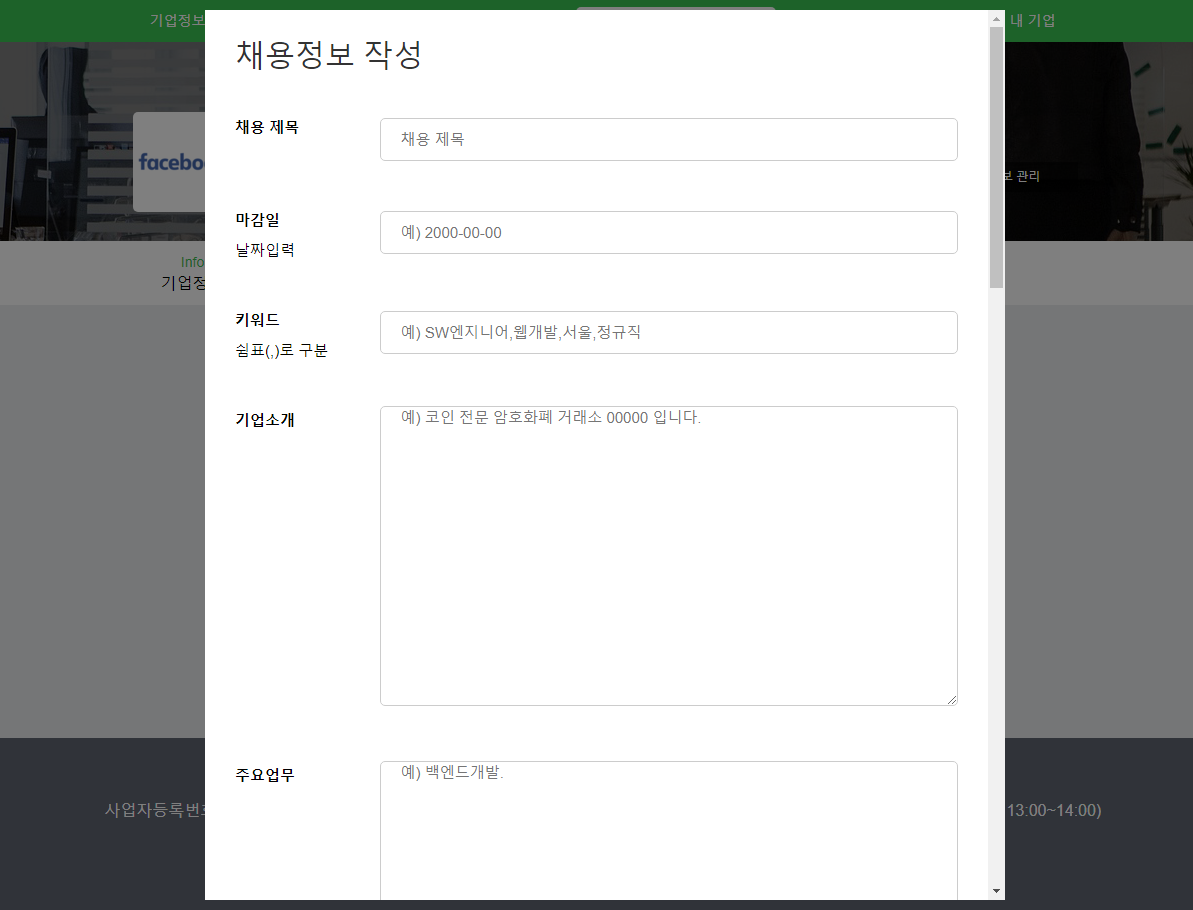 기업정보
내 기업
채용정보 작성
채용 제목
채용 제목
facebo
보 관리
마감일
예) 2000-00-00
날짜입력
Info
기업정
키워드
예) SW엔지니어,웹개발,서울,정규직
쉼표(,)로 구분
기업소개
예) 코인 전문 암호화폐 거래소 00000 입니다.
주요업무
예) 백엔드개발.
사업자등록번호
13:00~14:00)